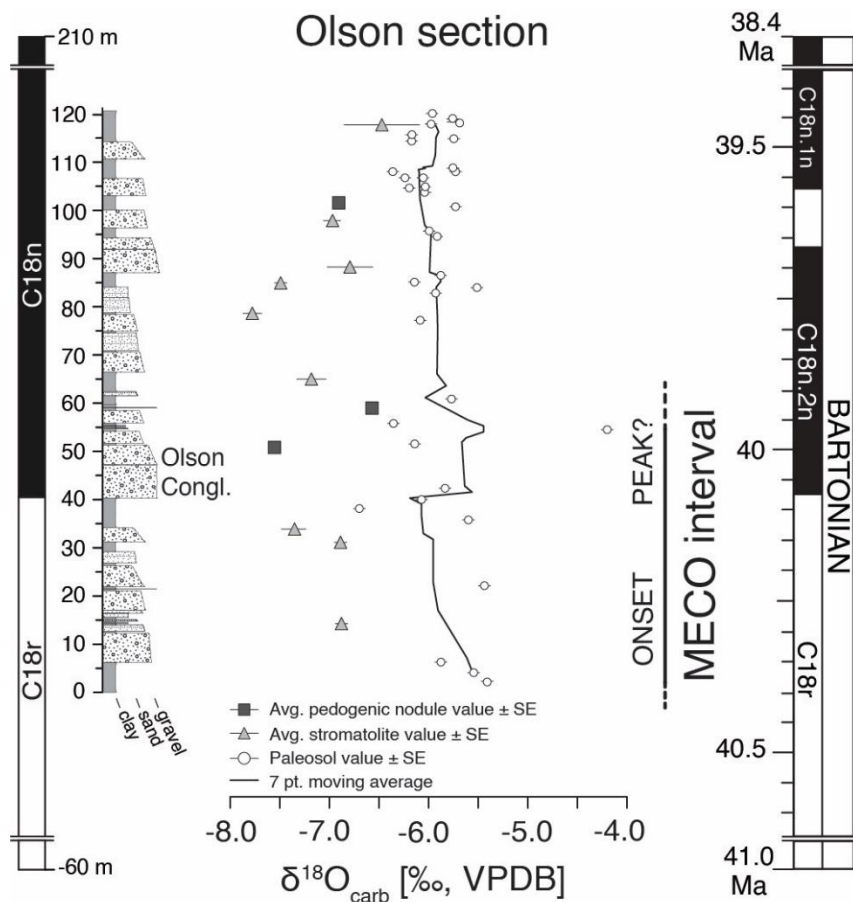 Olson section
210 m
C18n
C18r
-60 m
120
110
100
90
80
70
60
50
40
30
20
10
0
clay
sand
gravel
Olson
Congl.
Avg. pedogenic nodule value ± SE
Avg. stromatolite value ± SE
Paleosol value ± SE
7 pt. moving average
-8.0 -7.0 -6.0 -5.0 -4.0
δ¹⁸Ocarb [‰, VPDB]
ONSET PEAK?
MECO interval
38.4
Ma
39.5
40
40.5
41.0
Ma
C18n.1n
C18n.2n
C18r
BARTONIAN